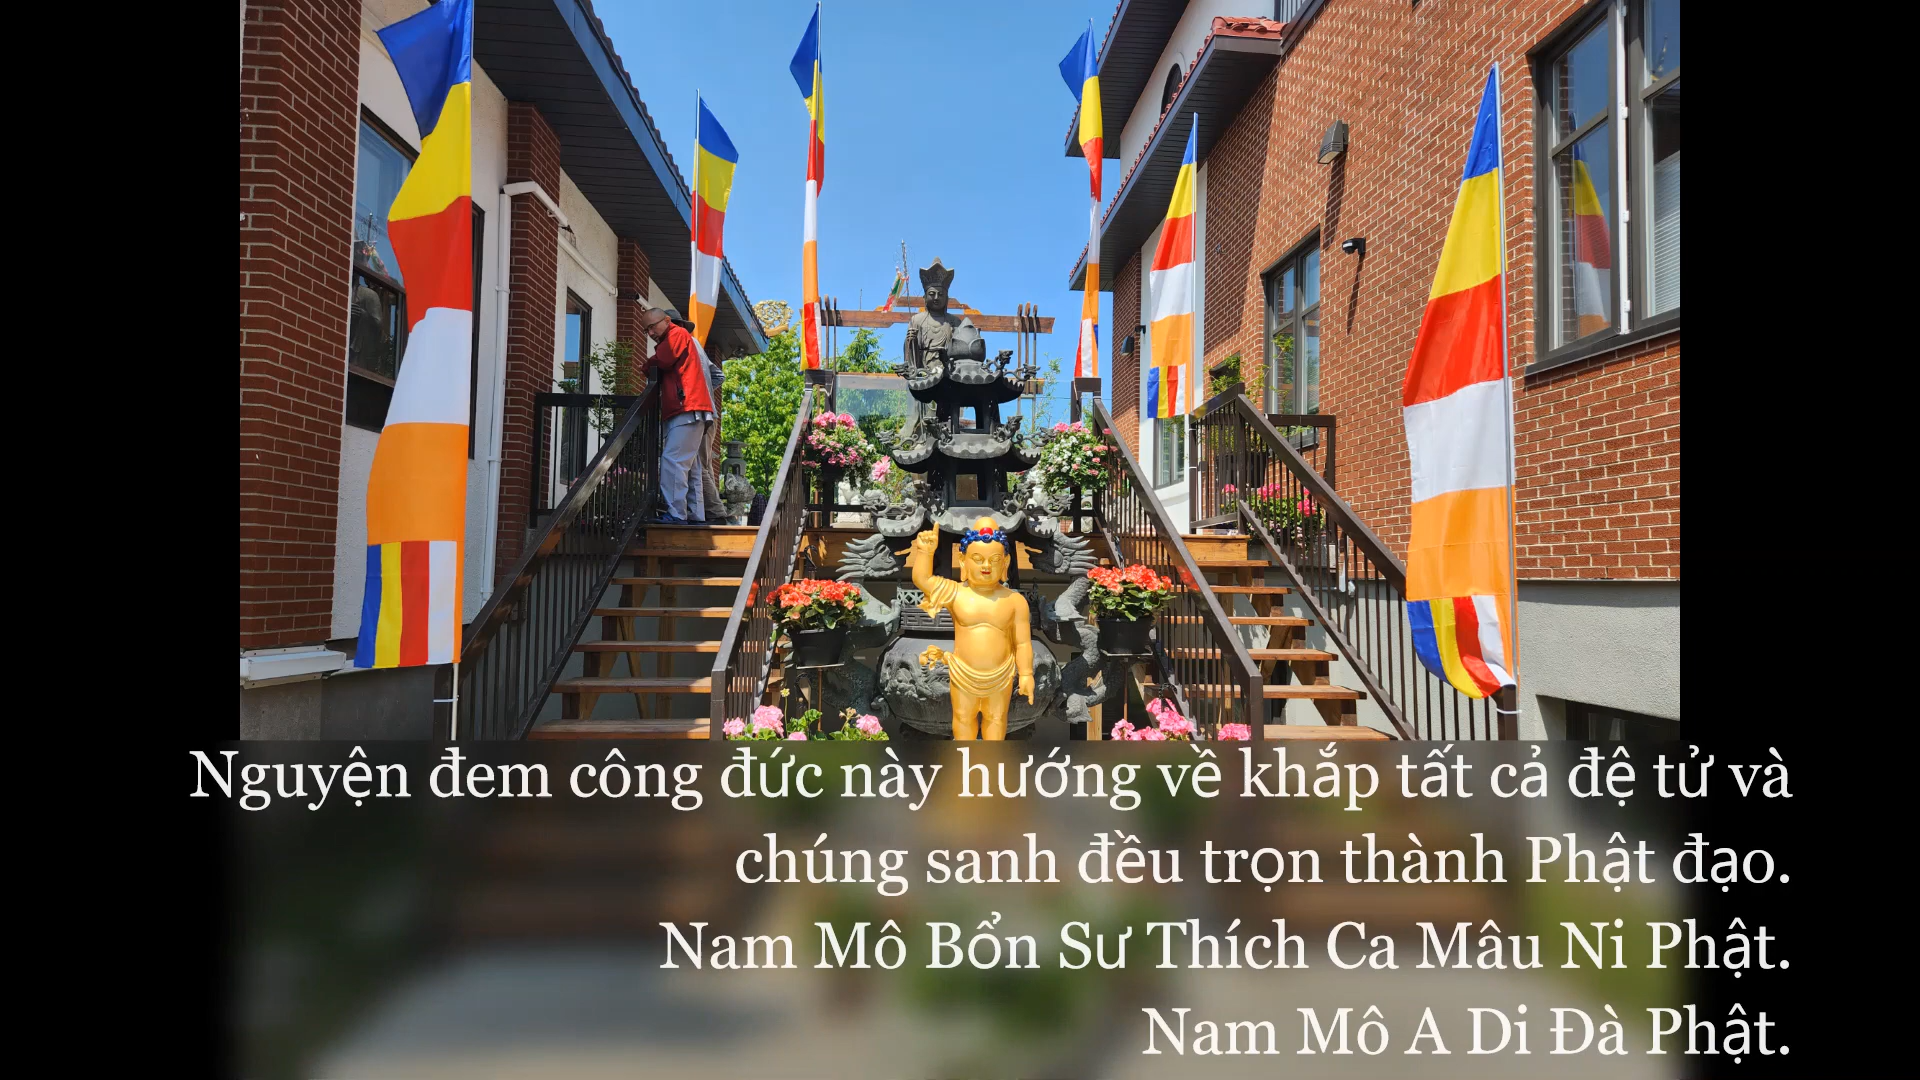 Nguyện đem công đức này hướng về khắp tất cả đệ tử và
chúng sanh đều trọn thành Phật đạo.
Nam Mô Bổn Sư Thích Ca Mâu Ni Phật.
Nam Mô A Di Đà Phật.